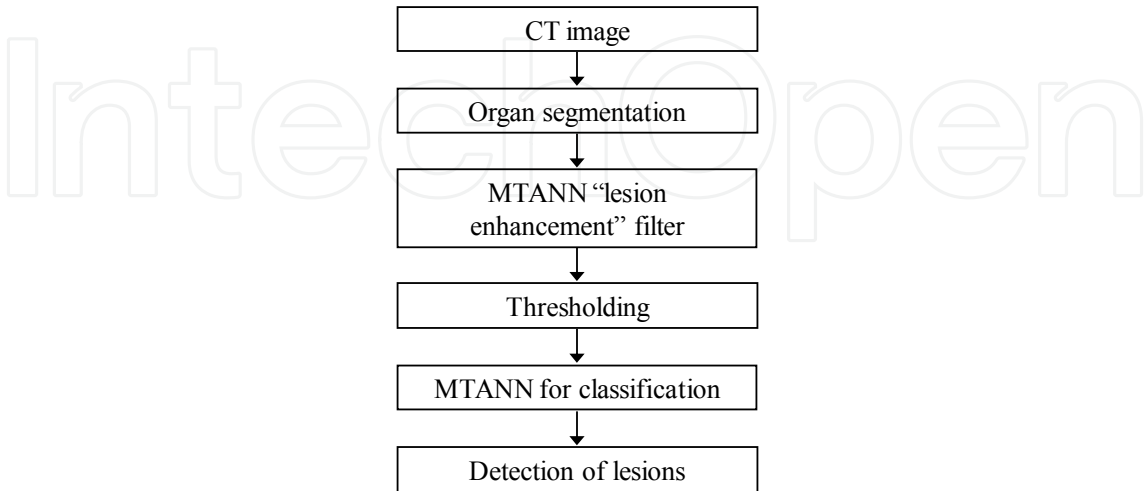 CT image
Organ segmentation
MTANN “lesion
enhancement” filter
Thresholding
MTANN for classification
Detection of lesions
IntechOpen